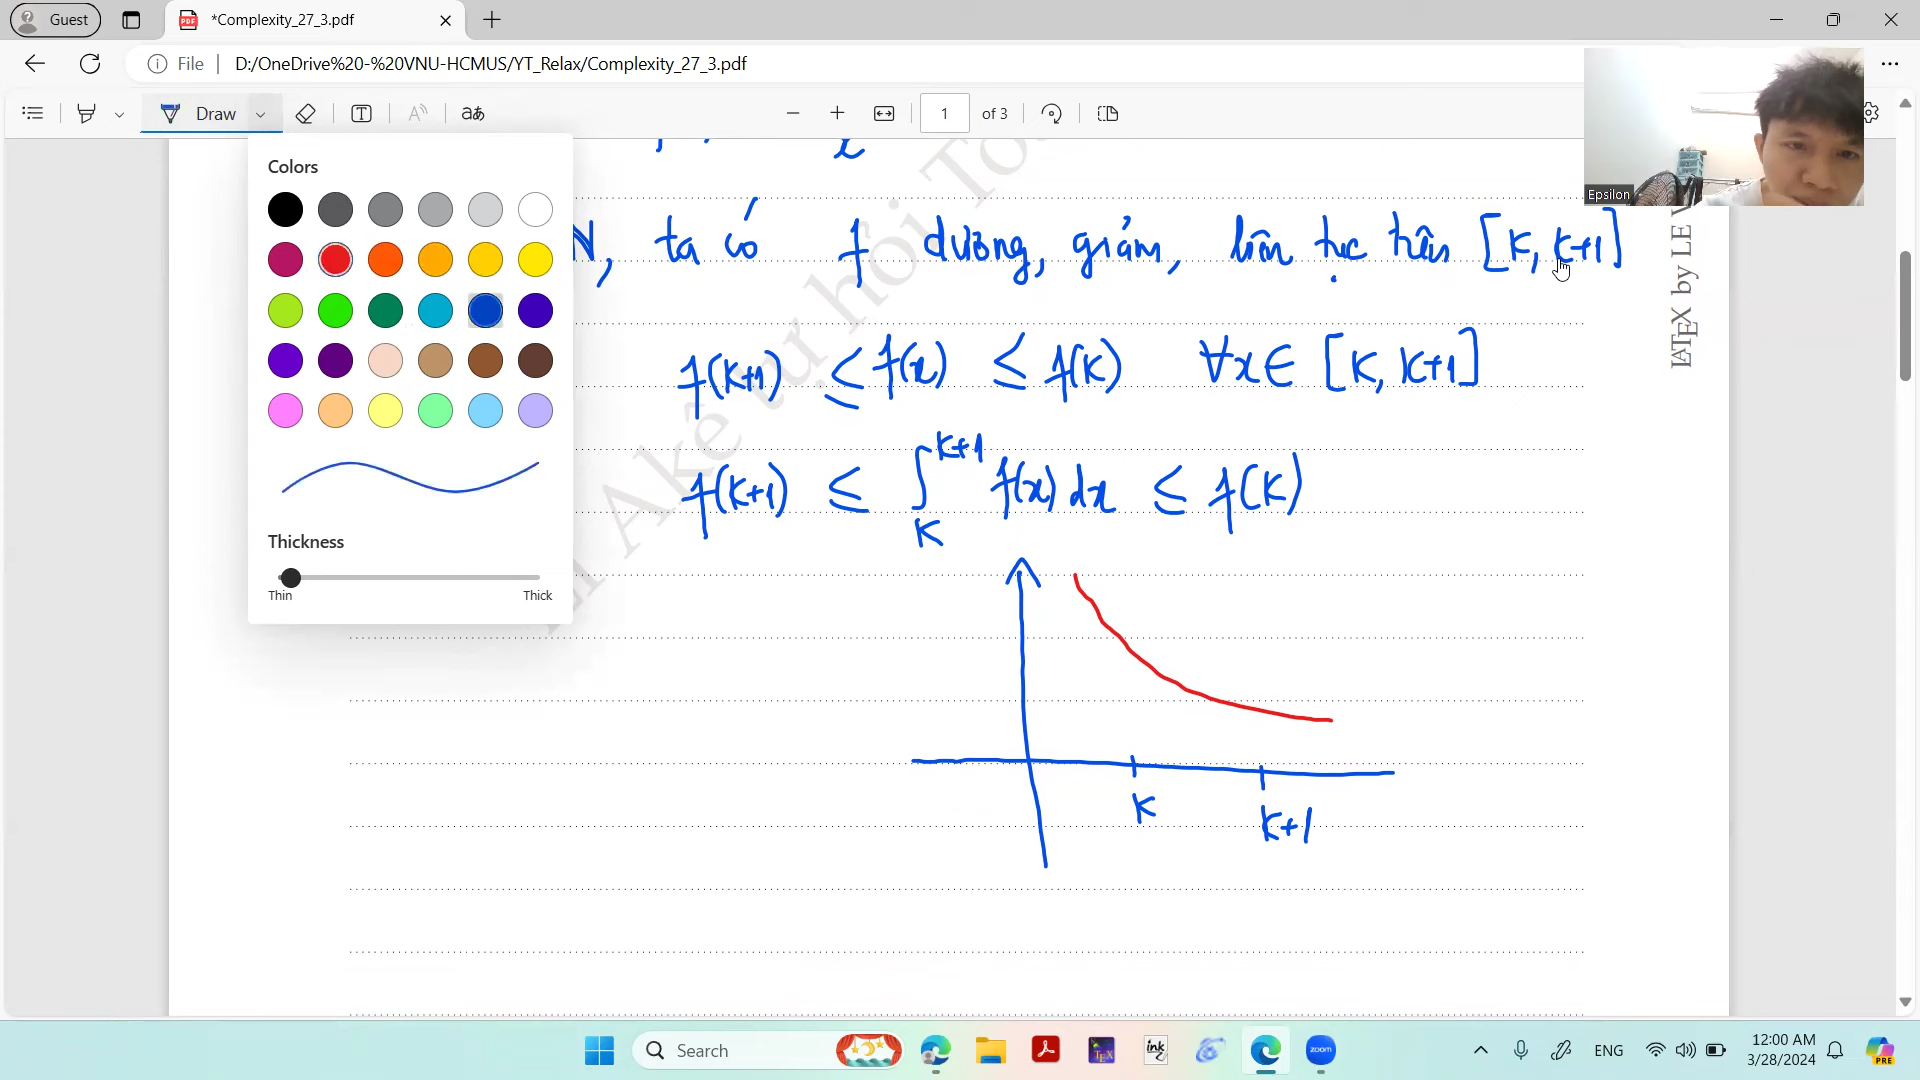 Guest
*Complexity_27_3.pdf
File
D:/OneDrive%20-%20VNU-HCMUS/YT_Relax/Complexity_27_3.pdf
Draw
1 of 3
Epsilon
Colors
Thickness
Thin Thick
N, ta có f dương, giảm, liên tục trên [K, K+1]
f(K+1) ≤ f(x) ≤ f(K) ∀x∈ [K, K+1]
f(K+1) ≤ ∫_K^{K+1} f(x) dx ≤ f(K)
K
K+1
LATEX by LE V
Search
zoom
ENG
12:00 AM
3/28/2024